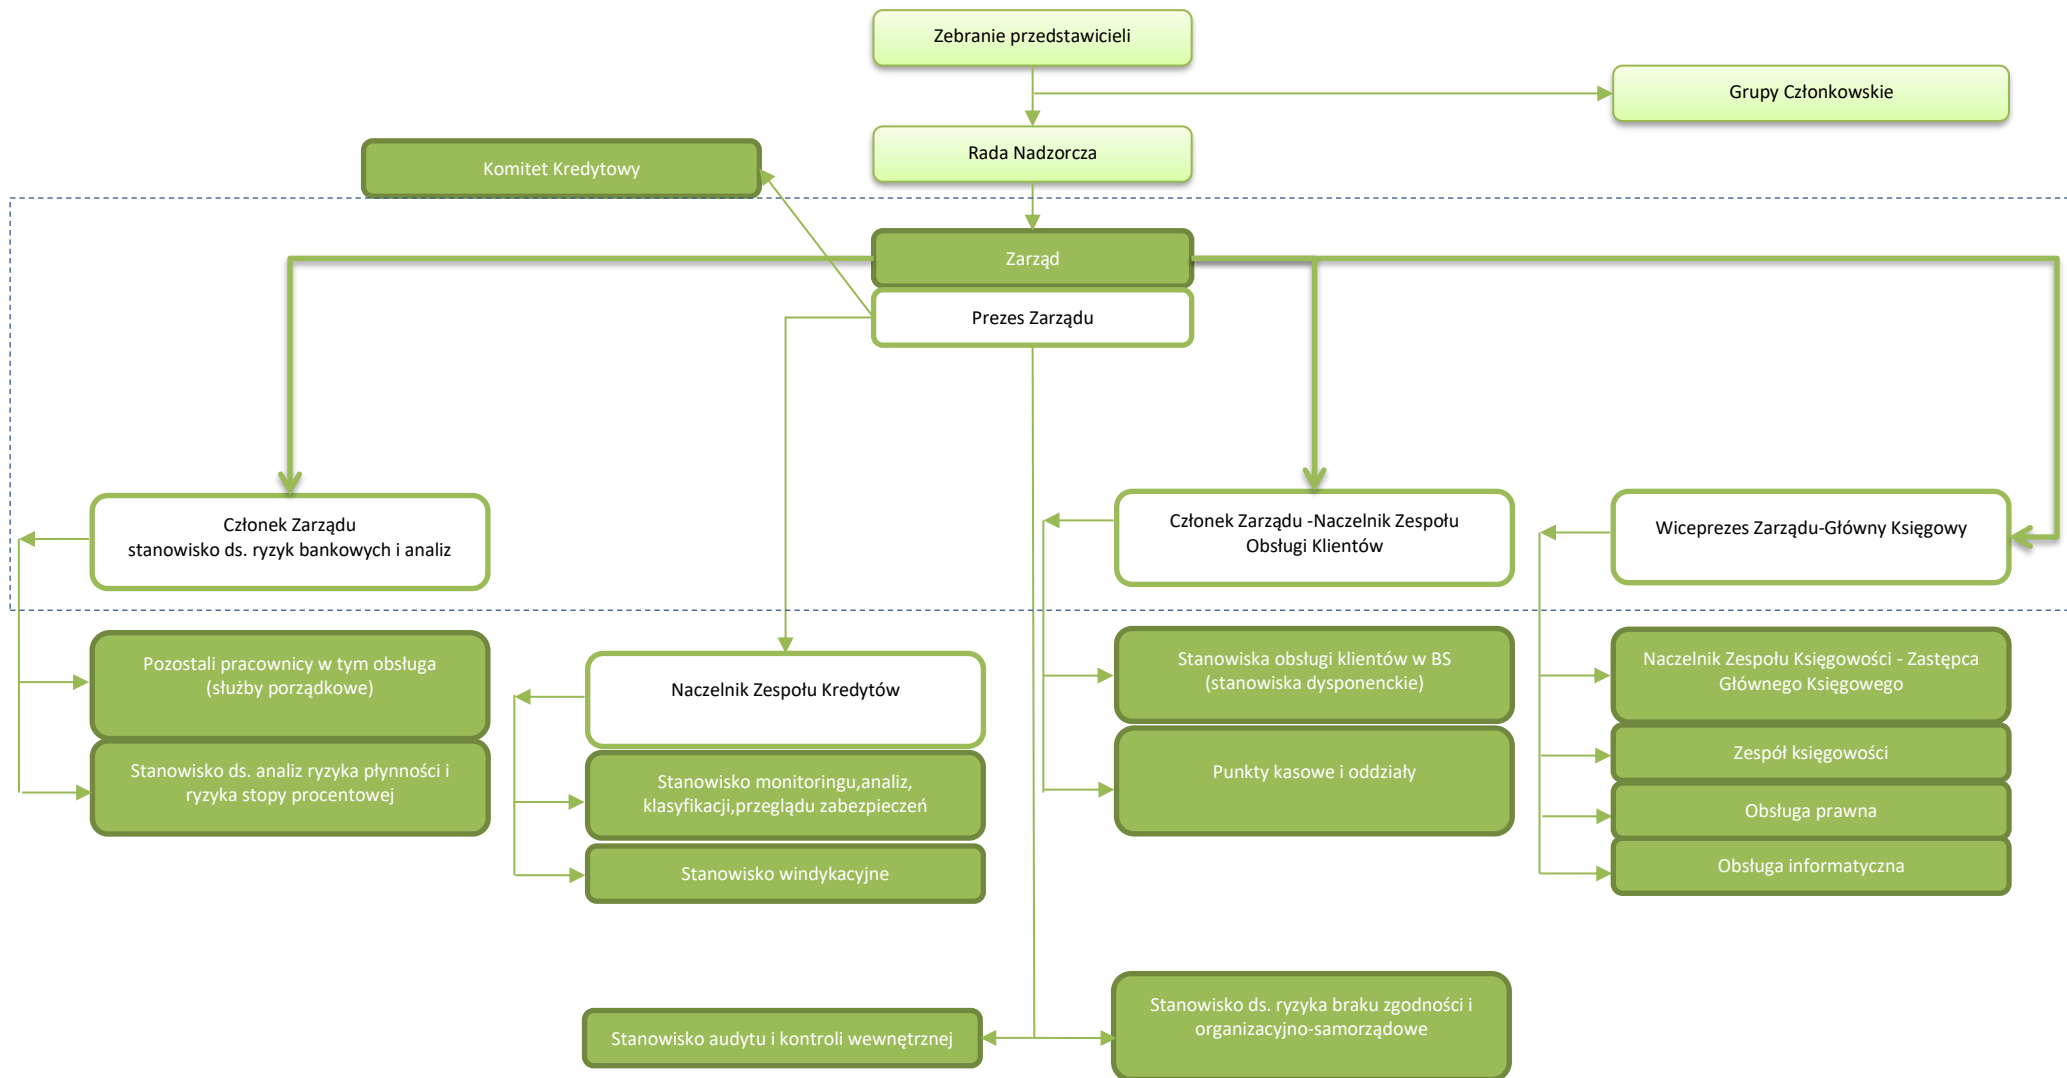 Zebranie przedstawicieli
Grupy Członkowskie
Rada Nadzorcza
Komitet Kredytowy
Zarząd
Prezes Zarządu
Członek Zarządu
stanowisko ds. ryzyk bankowych i analiz
Członek Zarządu -Naczelnik Zespołu
Obsługi Klientów
Wiceprezes Zarządu-Główny Księgowy
Pozostali pracownicy w tym obsługa
(służby porządkowe)
Stanowisko ds. analiz ryzyka płynności i
ryzyka stopy procentowej
Naczelnik Zespołu Kredytów
Stanowisko monitoringu,analiz,
klasyfikacji,przeglądu zabezpieczeń
Stanowisko windykacyjne
Stanowiska obsługi klientów w BS
(stanowiska dysponenckie)
Punkty kasowe i oddziały
Naczelnik Zespołu Księgowości - Zastępca
Głównego Księgowego
Zespół księgowości
Obsługa prawna
Obsługa informatyczna
Stanowisko audytu i kontroli wewnętrznej
Stanowisko ds. ryzyka braku zgodności i
organizacyjno-samorządowe